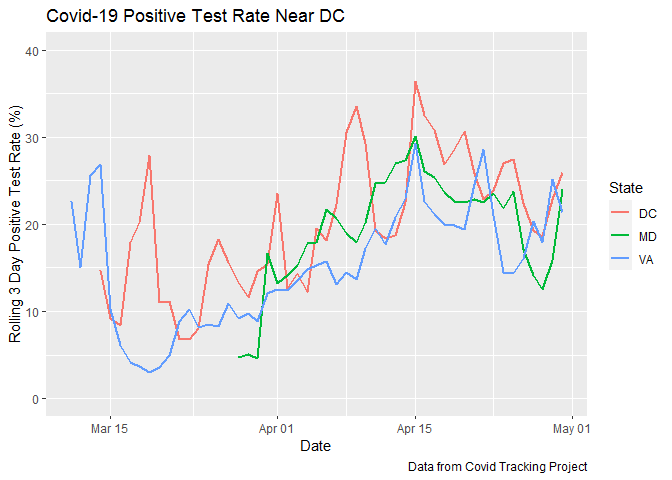 Covid-19 Positive Test Rate Near DC
Rolling 3 Day Positive Test Rate (%)
40
30
20
10
0
Mar 15
Apr 01
Apr 15
May 01
Date
State
DC
MD
VA
Data from Covid Tracking Project